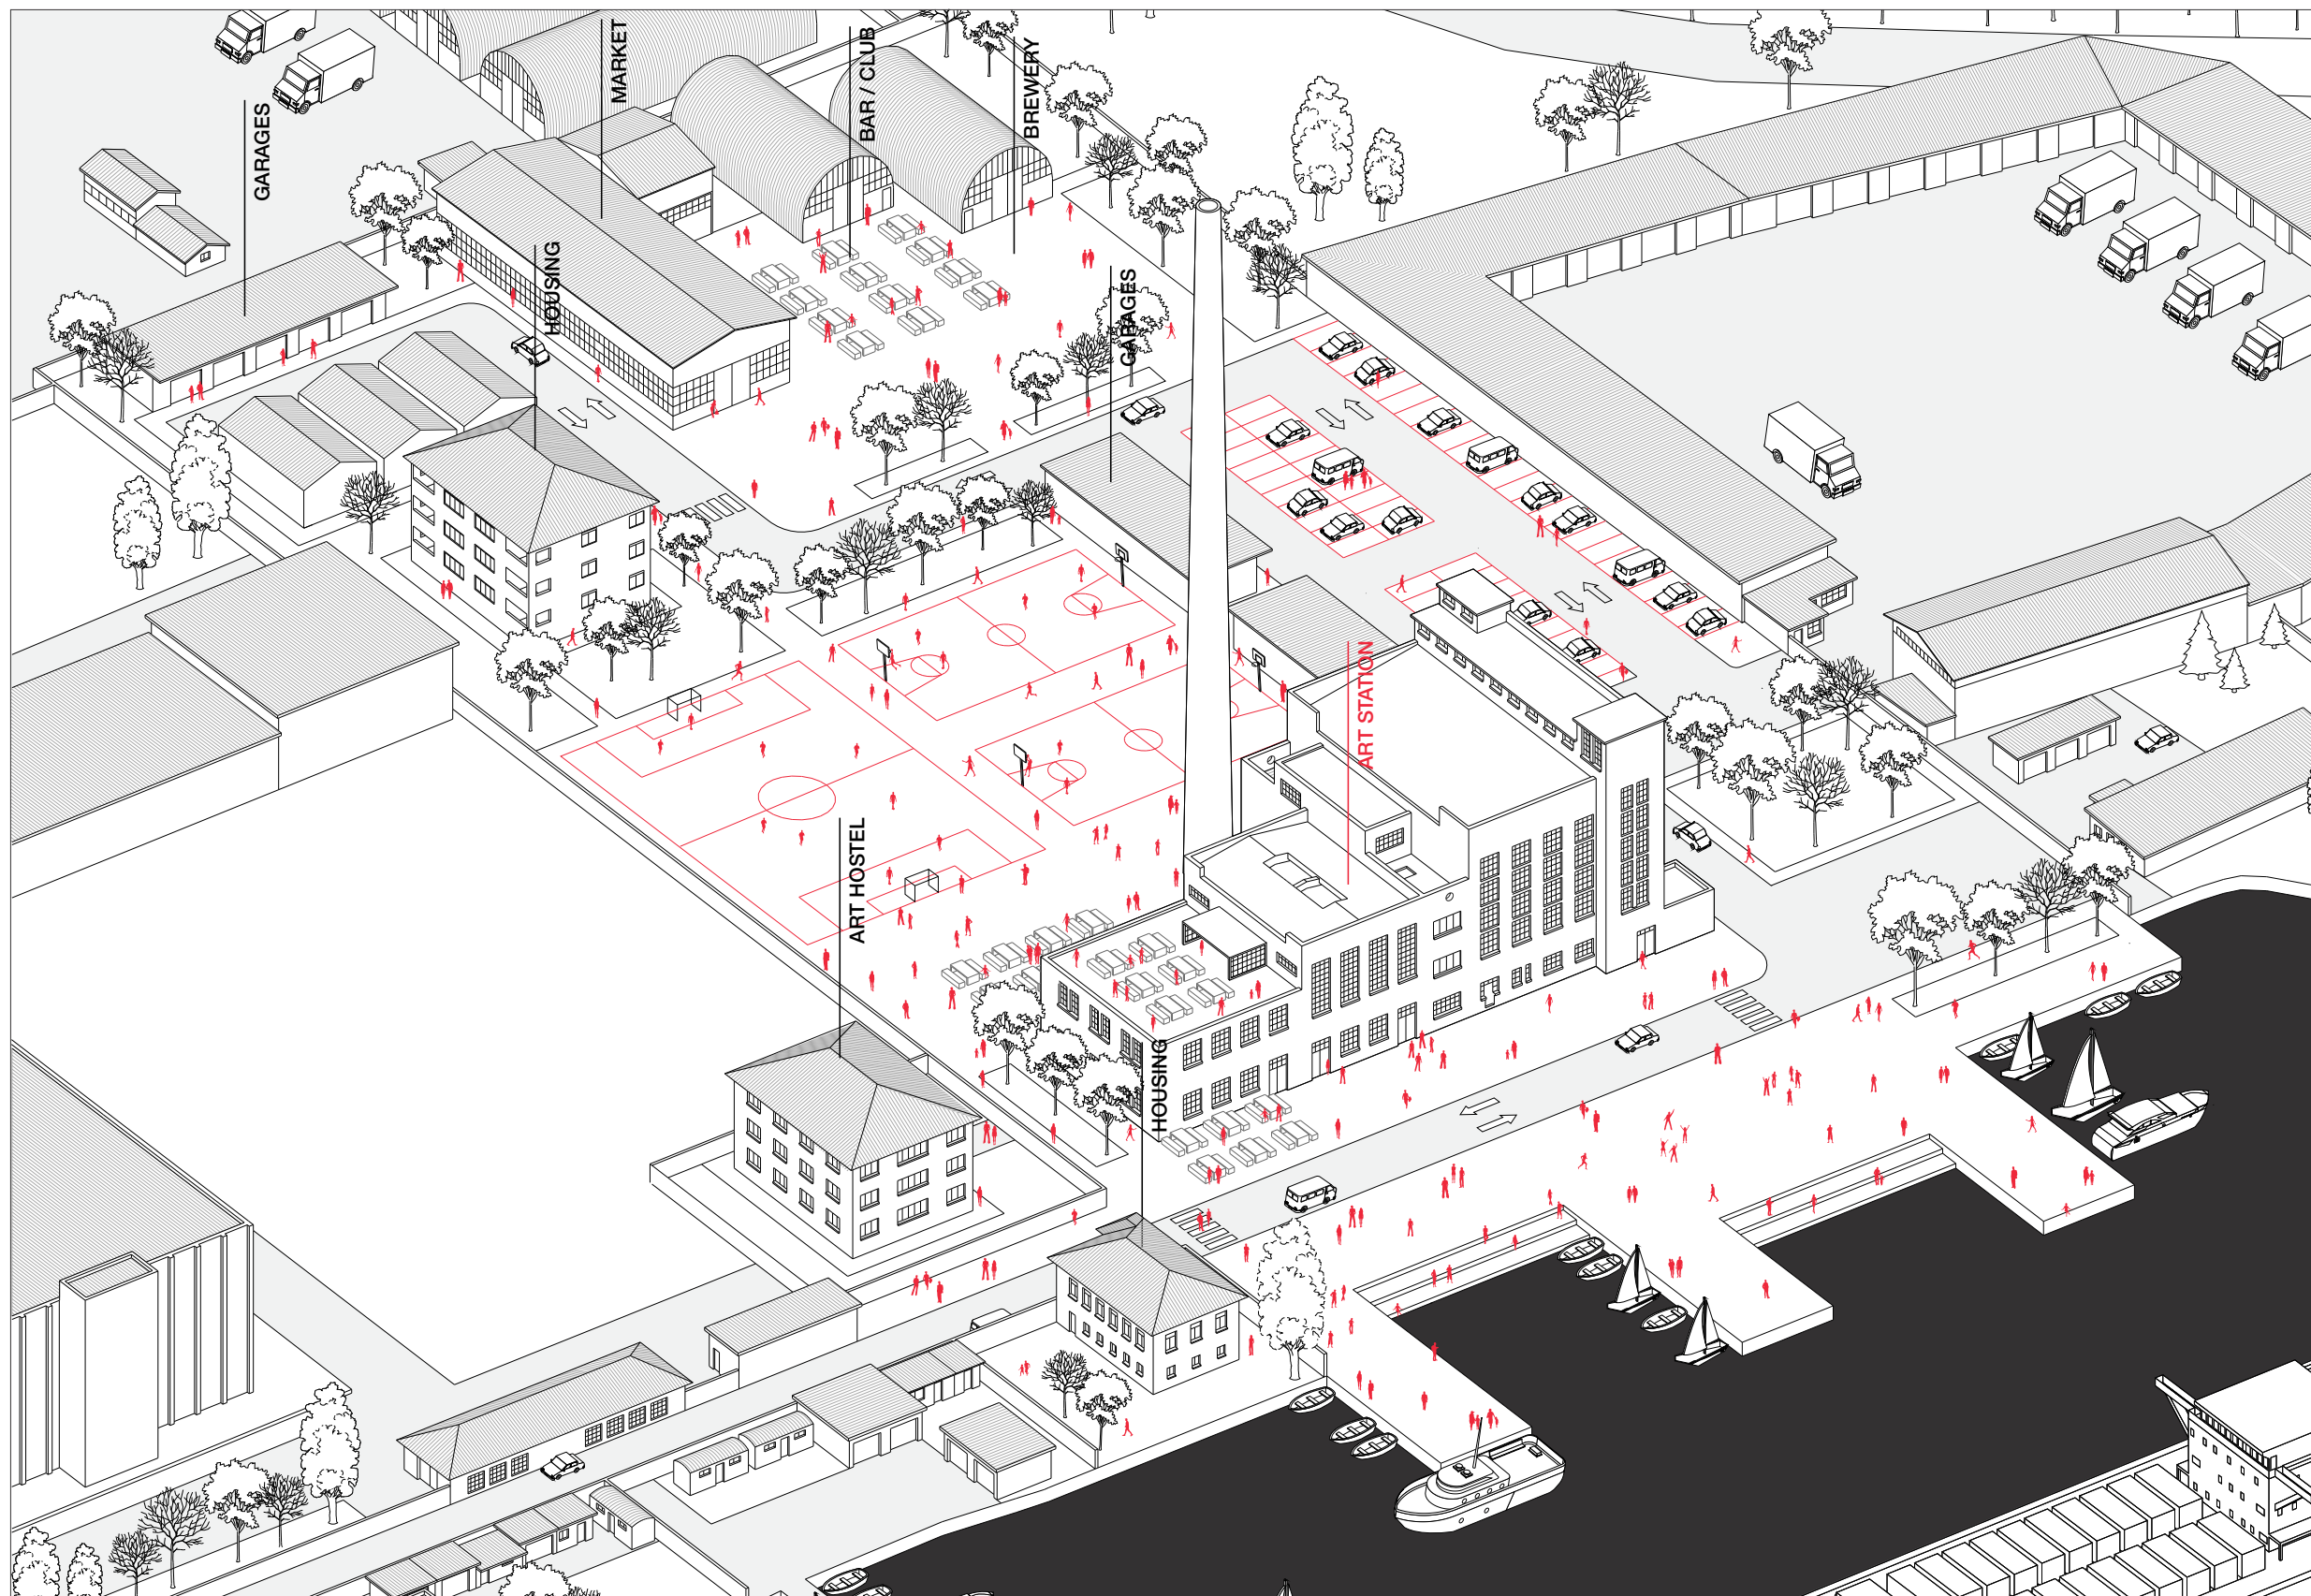 MARKET
BAR / CLUB
BREWERY
GARAGES
HOUSING
GARAGES
ART STATION
ART HOSTEL
HOUSING